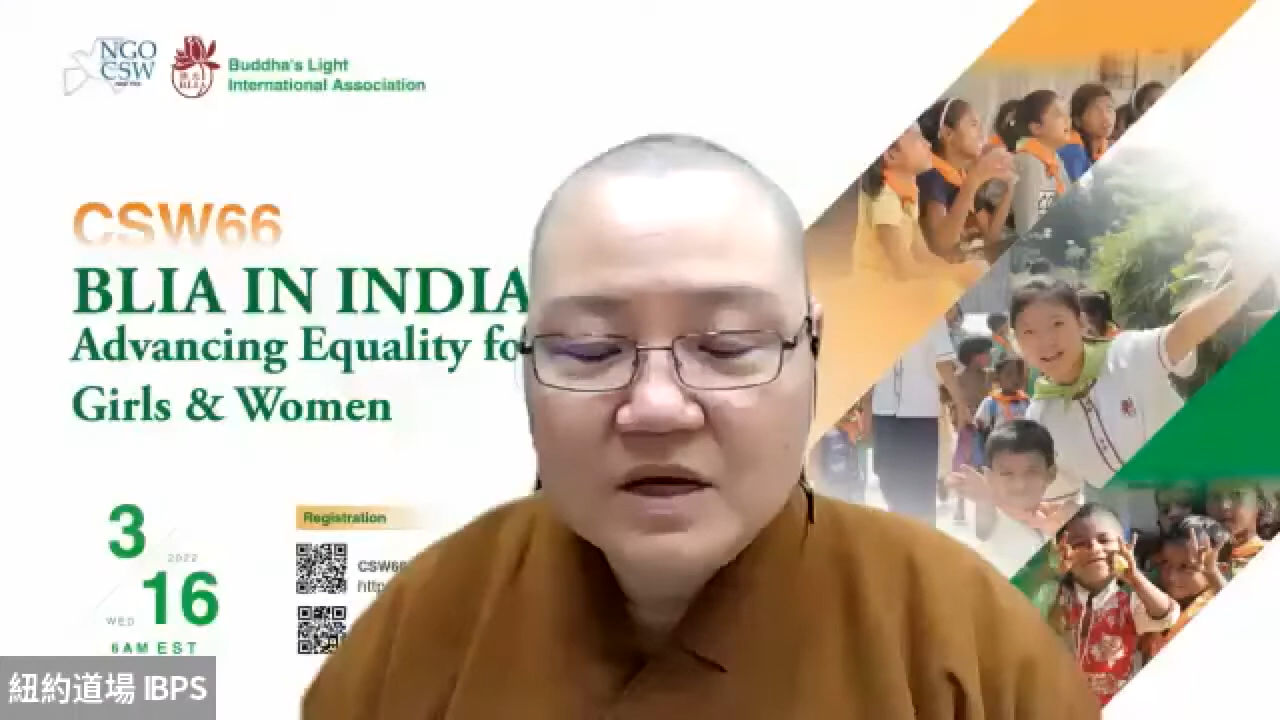 NGO
CSW
Buddha's Light
International Association
CSW66
BLIA IN INDIA
Advancing Equality fo
Girls & Women
3
2022
WED 16
6AM EST
Registration
CSW66
http
紐約道場 IBPS